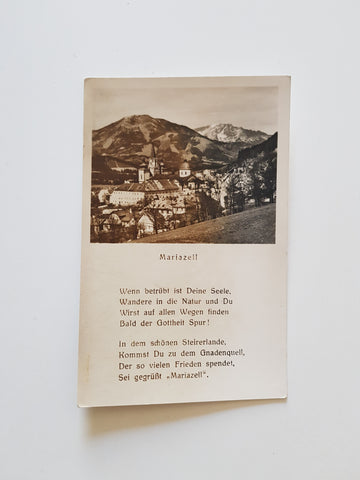 Mariazell
Wenn betrübt ist Deine Seele,
Wandere in die Natur und Du
Wirst auf allen Wegen finden
Bald der Gottheit Spur!
In dem schönen Steirerlande,
Kommst Du zu dem Gnadenquell,
Der so vielen Frieden spendet,
Sei gegrüßt „Mariazell".